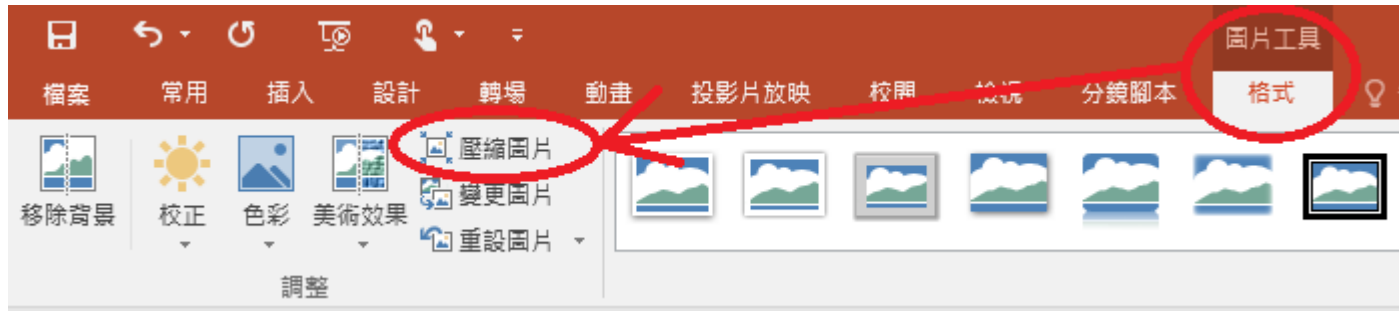 圖片工具
檔案 常用 插入 設計 轉場 動畫 投影片放映 校閱 檢視 分鏡腳本 格式
壓縮圖片
變更圖片
移除背景 校正 色彩 美術效果
重設圖片
調整